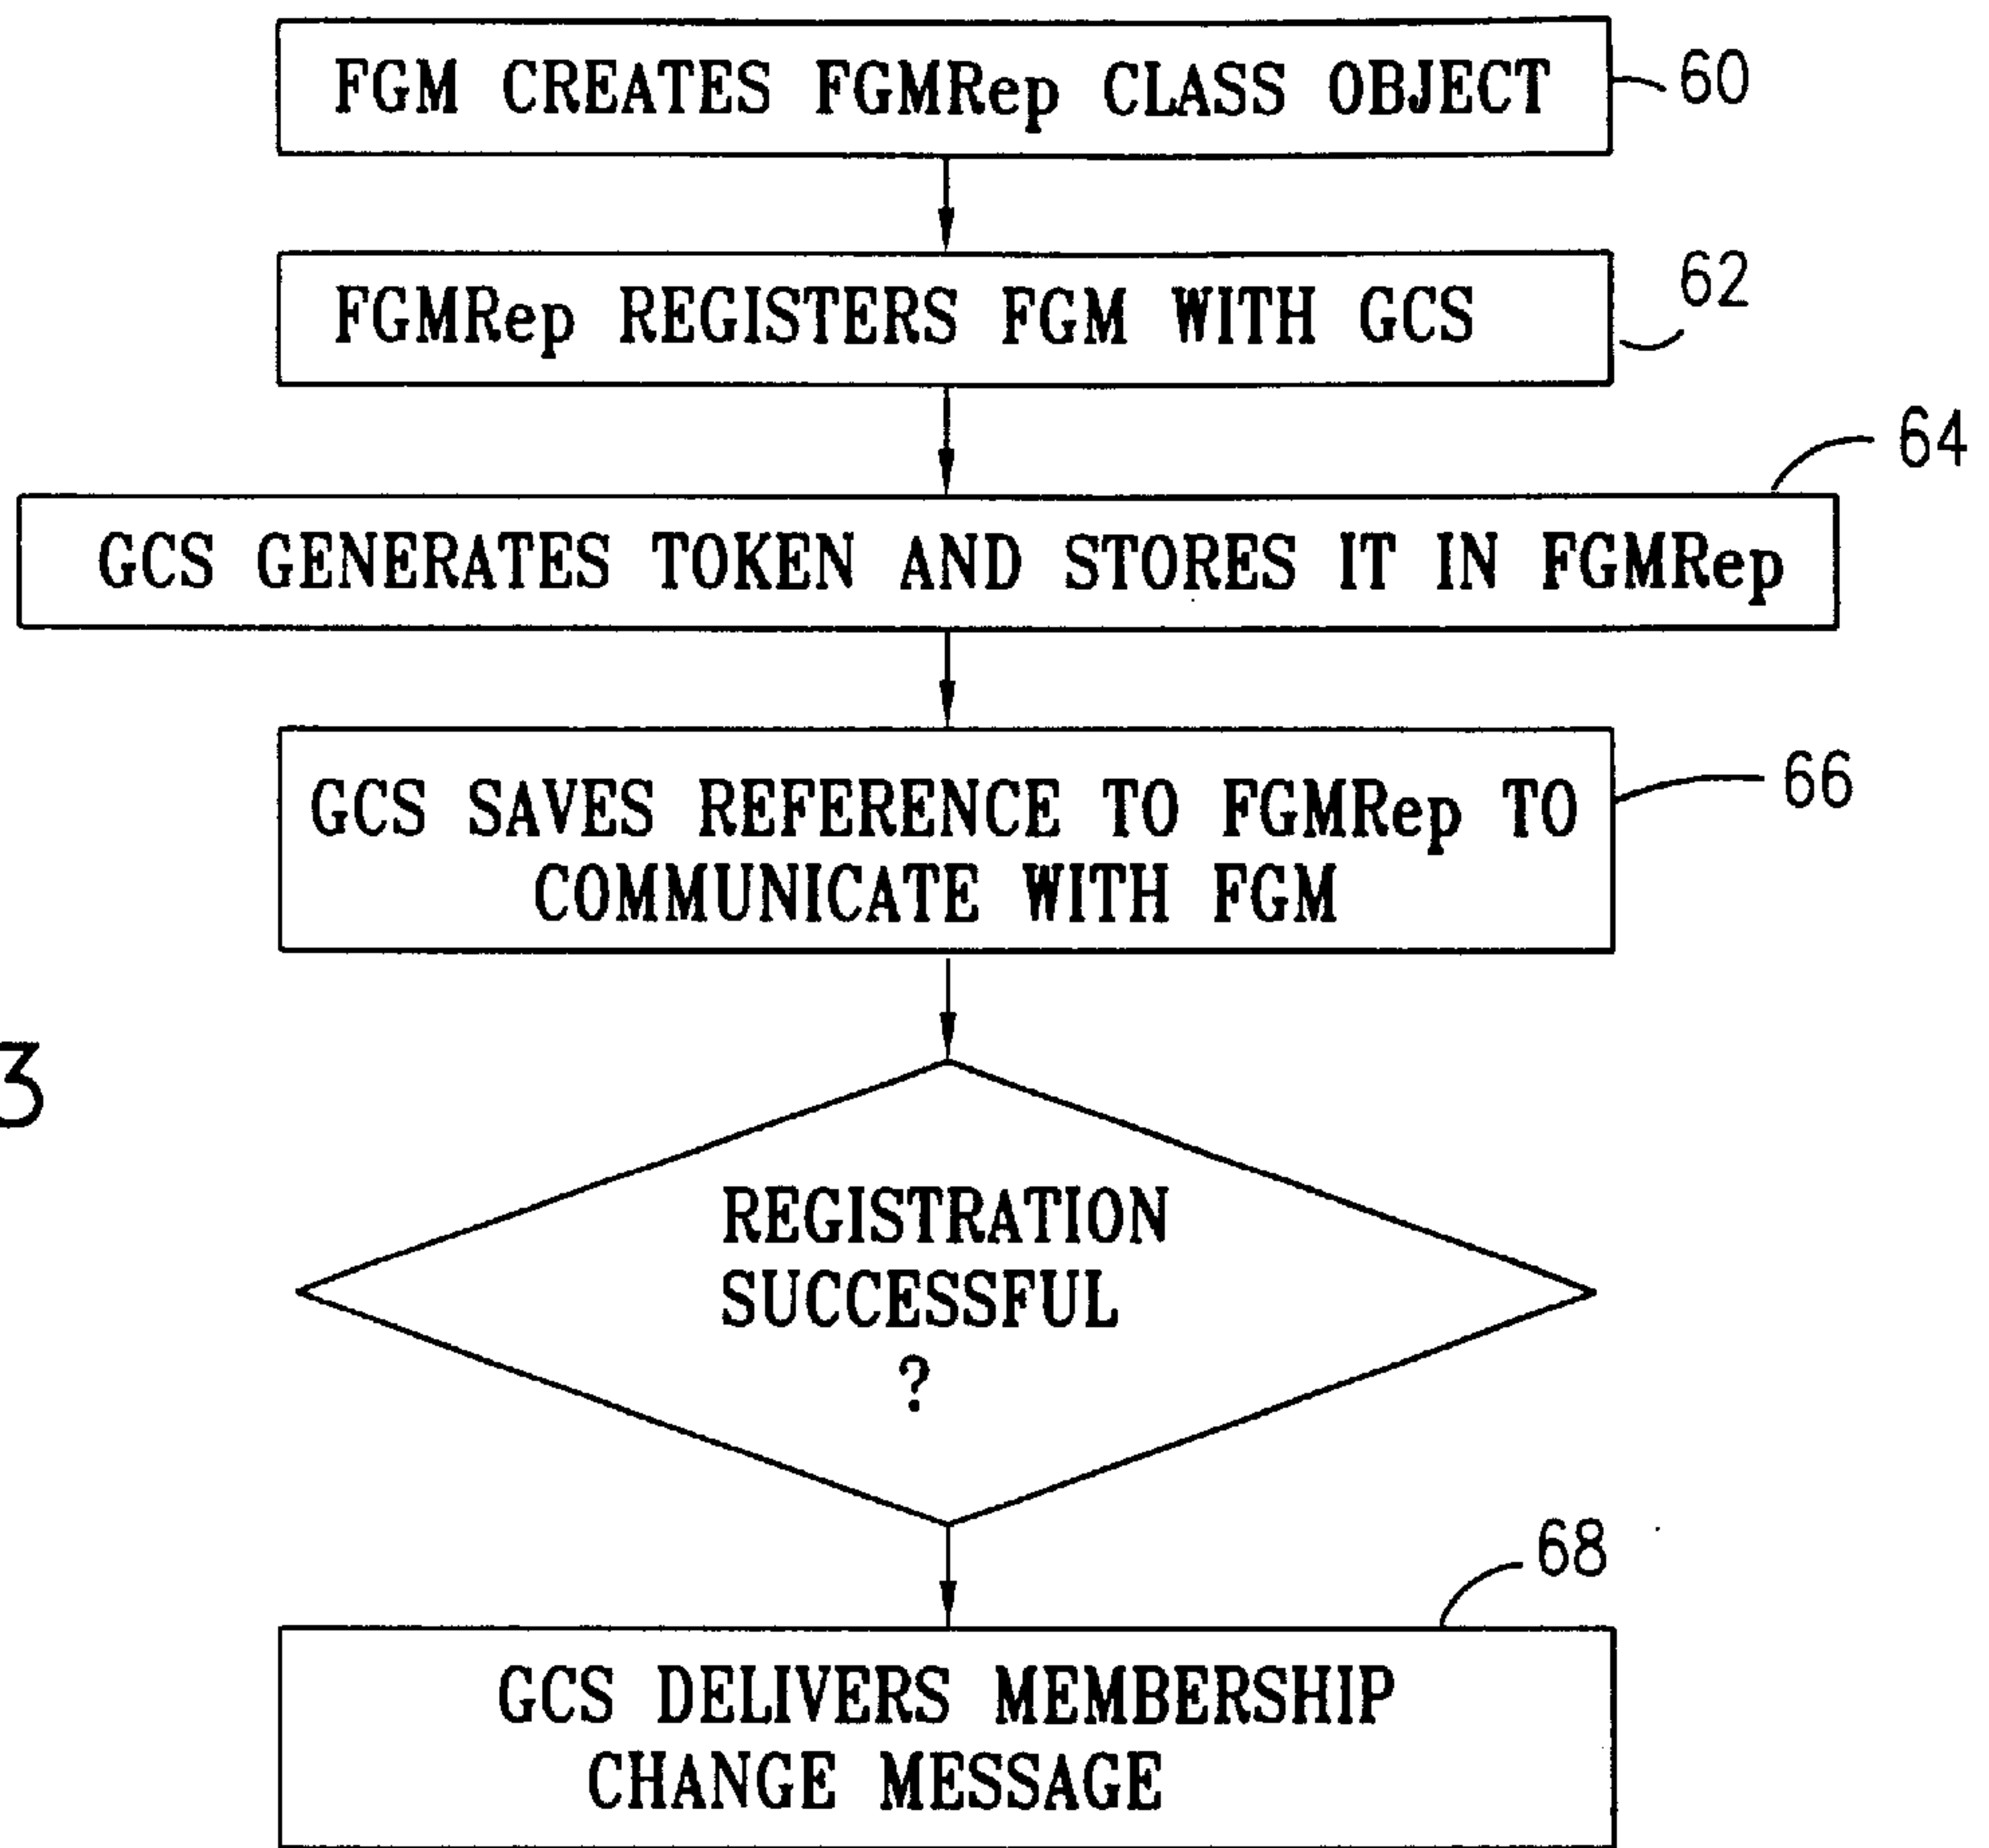 FGM CREATES FGMRep CLASS OBJECT
60
FGMRep REGISTERS FGM WITH GCS
62
64
GCS GENERATES TOKEN AND STORES IT IN FGMRep
GCS SAVES REFERENCE TO FGMRep TO
COMMUNICATE WITH FGM
66
3
REGISTRATION
SUCCESSFUL
?
68
GCS DELIVERS MEMBERSHIP
CHANGE MESSAGE